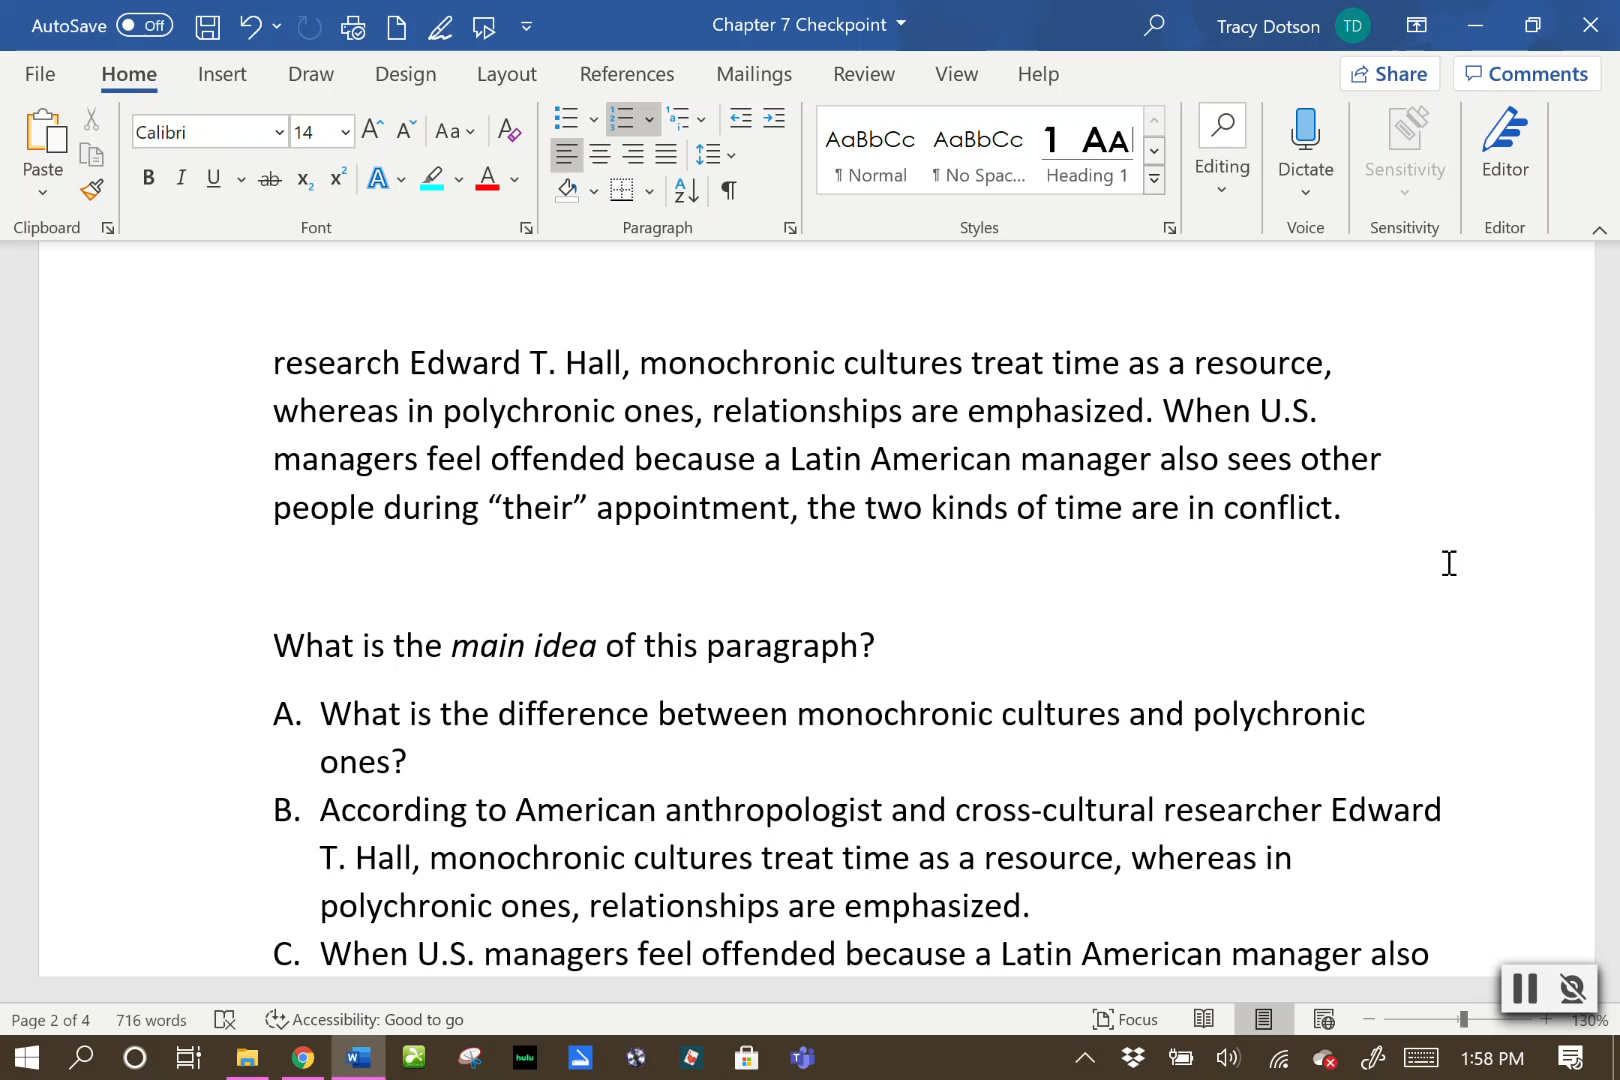 AutoSave Off Chapter 7 Checkpoint Tracy Dotson TD
File Home Insert Draw Design Layout References Mailings Review View Help Share Comments
Paste Calibri 14 Aa AaBbCc AaBbCc 1 AA Editing Dictate Sensitivity Editor
B I U ab x2 x2 A A ¶ Normal ¶ No Spac... Heading 1
Clipboard Font Paragraph Styles Voice Sensitivity Editor
research Edward T. Hall, monochronic cultures treat time as a resource,
whereas in polychronic ones, relationships are emphasized. When U.S.
managers feel offended because a Latin American manager also sees other
people during “their” appointment, the two kinds of time are in conflict.
What is the main idea of this paragraph?
A. What is the difference between monochronic cultures and polychronic
ones?
B. According to American anthropologist and cross-cultural researcher Edward
T. Hall, monochronic cultures treat time as a resource, whereas in
polychronic ones, relationships are emphasized.
C. When U.S. managers feel offended because a Latin American manager also
Page 2 of 4 716 words Accessibility: Good to go Focus 130%
hulu 1:58 PM